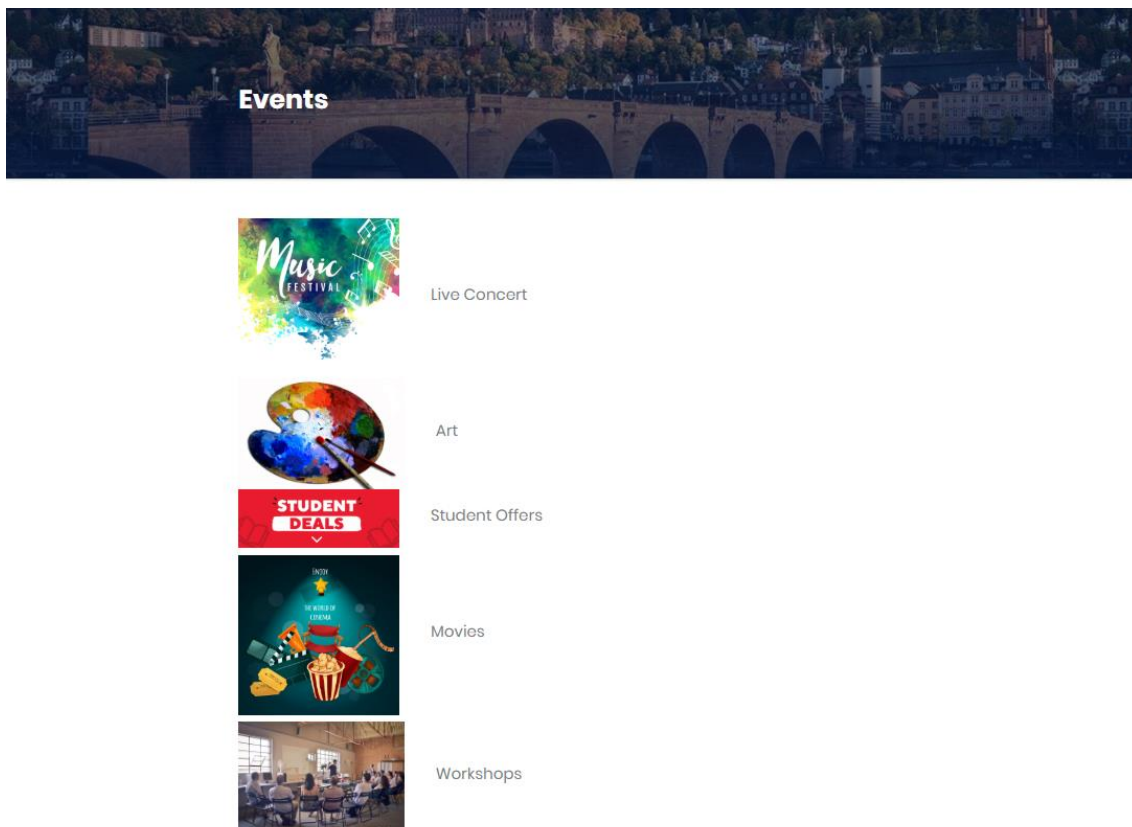 Events
Music
FESTIVAL
Live Concert
Art
STUDENT
DEALS
Student Offers
ENJOY
THE WORLD OF
CINEMA
Movies
Workshops